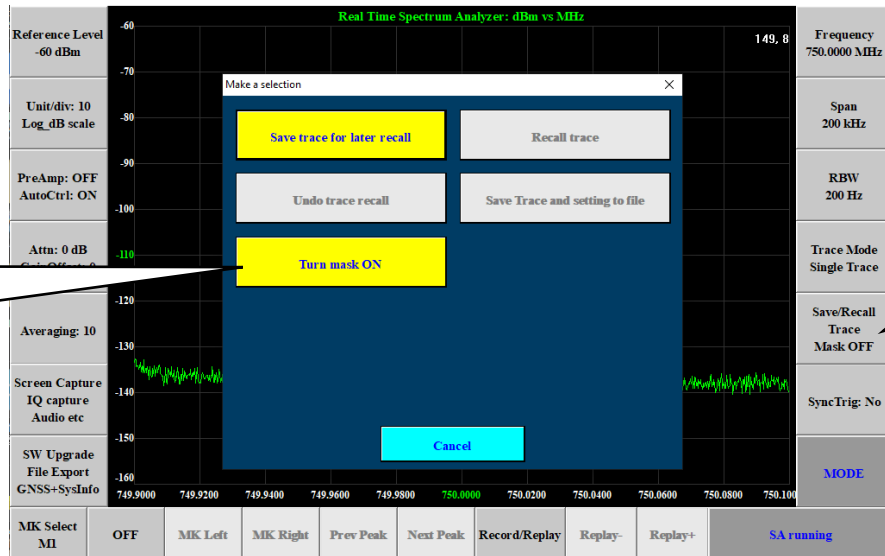 Real Time Spectrum Analyzer: dBm vs MHz
149, 8
Reference Level
-60 dBm
Unit/div: 10
Log_dB scale
PreAmp: OFF
AutoCtrl: ON
Attn: 0 dB
Averaging: 10
Screen Capture
IQ capture
Audio etc
SW Upgrade
File Export
GNSS+SysInfo
-60
-70
-80
-90
-100
-110
-120
-130
-140
-150
-160
Make a selection
Save trace for later recall
Recall trace
Undo trace recall
Save Trace and setting to file
Turn mask ON
Cancel
749.9000
749.9200
749.9400
749.9600
749.9800
750.0000
750.0200
750.0400
750.0600
750.0800
750.100
Frequency
750.0000 MHz
Span
200 kHz
RBW
200 Hz
Trace Mode
Single Trace
Save/Recall
Trace
Mask OFF
SyncTrig: No
MODE
MK Select
M1
OFF
MK Left
MK Right
Prev Peak
Next Peak
Record/Replay
Replay-
Replay+
SA running